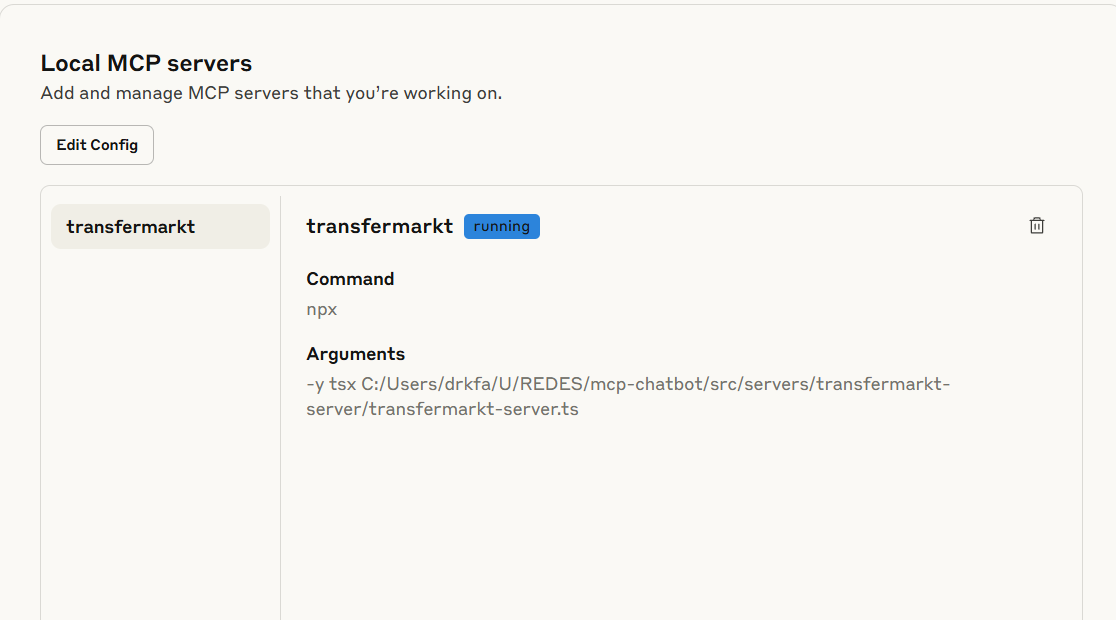 Local MCP servers
Add and manage MCP servers that you’re working on.
Edit Config
transfermarkt
transfermarkt running
Command
npx
Arguments
-y tsx C:/Users/drkfa/U/REDES/mcp-chatbot/src/servers/transfermarkt-
server/transfermarkt-server.ts